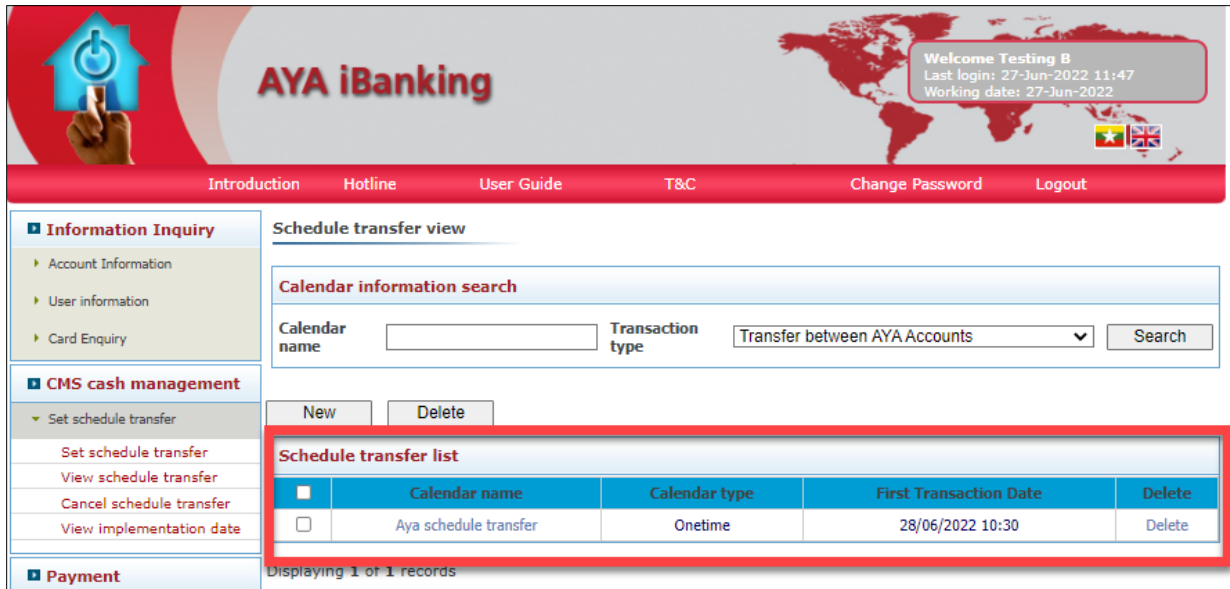 AYA iBanking
Welcome Testing B
Last login: 27-Jun-2022 11:47
Working date: 27-Jun-2022
Introduction Hotline User Guide T&C Change Password Logout
Information Inquiry
Account Information
User information
Card Enquiry
CMS cash management
Set schedule transfer
Set schedule transfer
View schedule transfer
Cancel schedule transfer
View implementation date
Payment
Schedule transfer view
Calendar information search
Calendar name
Transaction type
Transfer between AYA Accounts
Search
New Delete
Schedule transfer list
Calendar name Calendar type First Transaction Date Delete
Aya schedule transfer Onetime 28/06/2022 10:30 Delete
Displaying 1 of 1 records